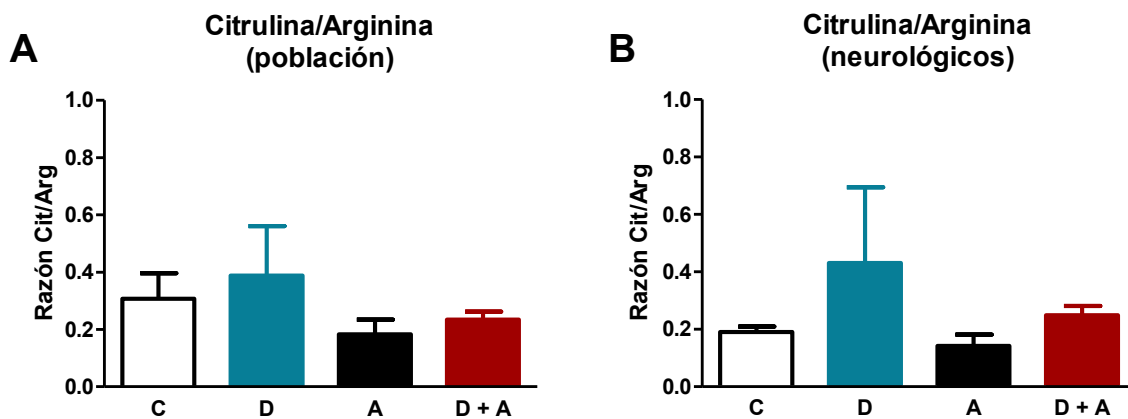 A
Citrulina/Arginina
(población)
Razón Cit/Arg
1.0
0.8
0.6
0.4
0.2
0.0
C D A D + A
B
Citrulina/Arginina
(neurológicos)
Razón Cit/Arg
1.0
0.8
0.6
0.4
0.2
0.0
C D A D + A